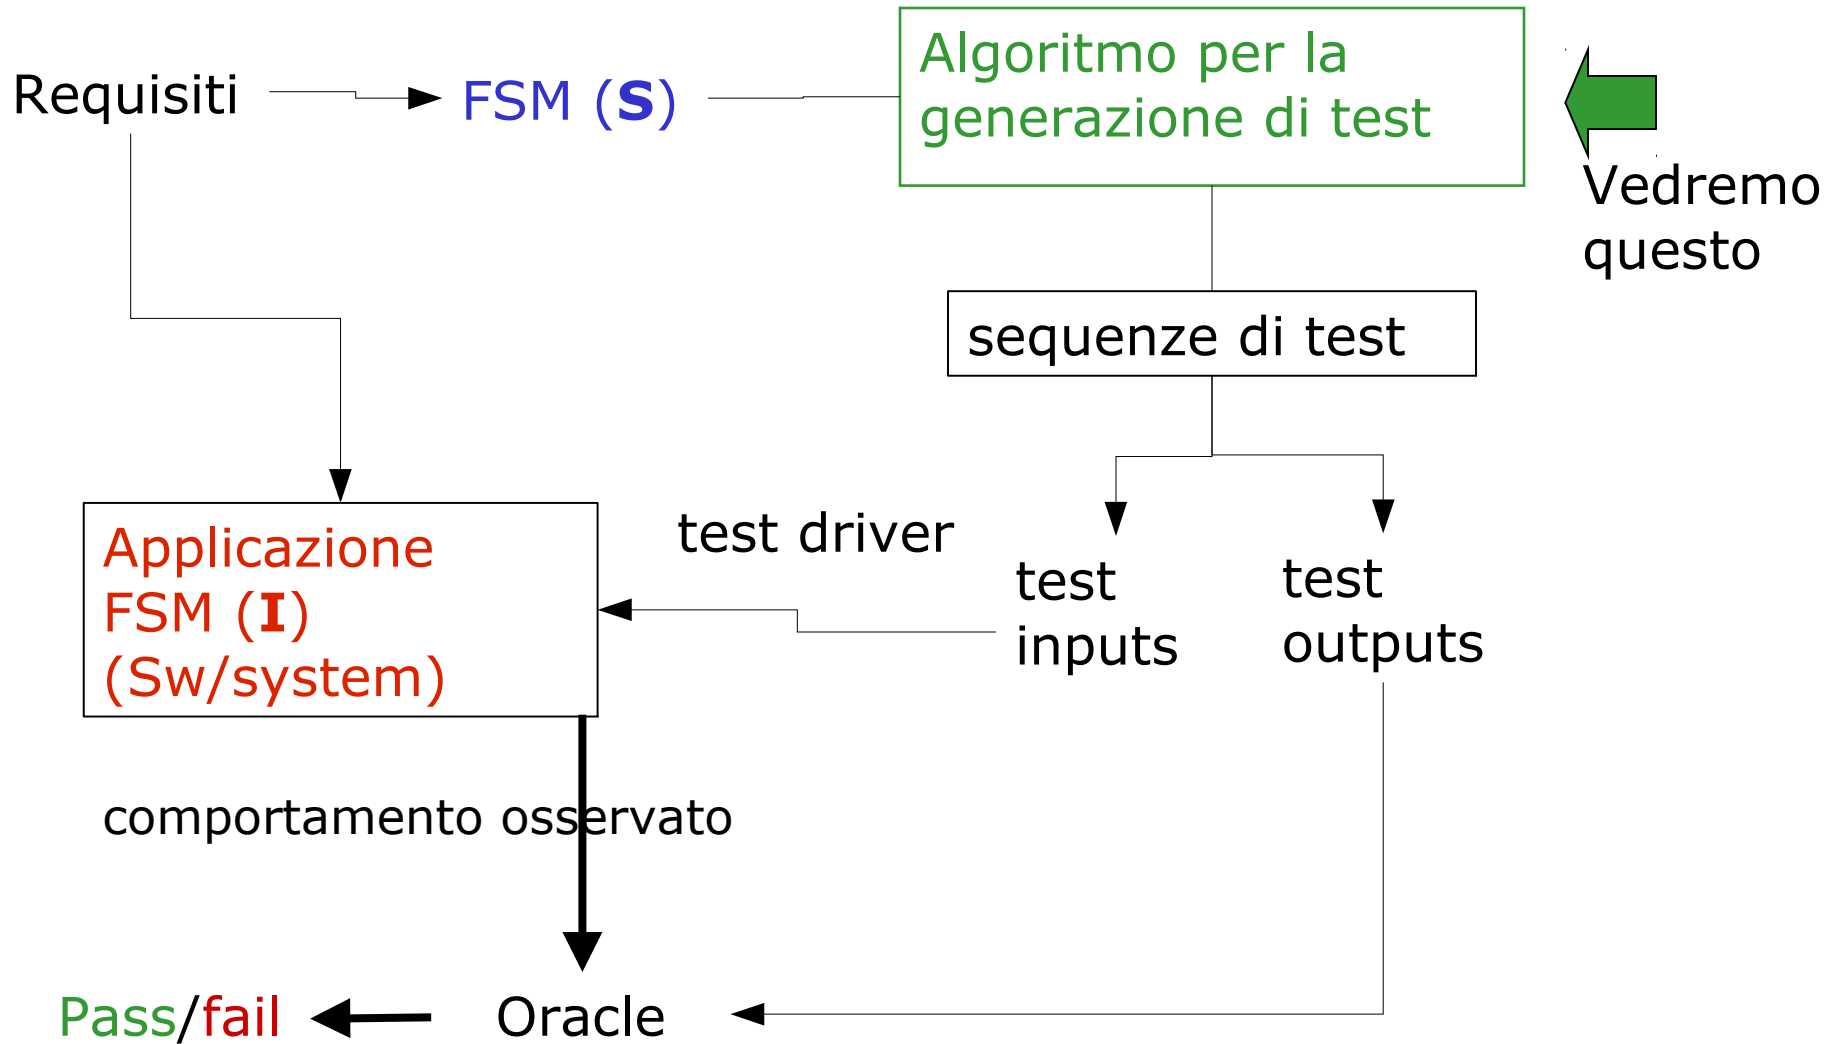 Requisiti
FSM (S)
Algoritmo per la
generazione di test
Vedremo
questo
sequenze di test
Applicazione
FSM (I)
(Sw/system)
test driver
test
inputs
test
outputs
comportamento osservato
Pass/fail
Oracle